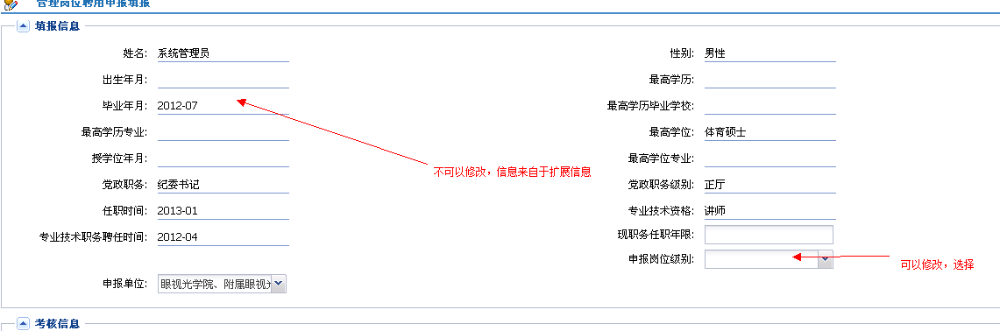 管理岗位聘用申报填报
填报信息
姓名: 系统管理员 性别: 男性
出生年月: 最高学历:
毕业年月: 2012-07 最高学历毕业学校:
最高学历专业: 最高学位: 体育硕士
授学位年月: 最高学位专业:
不可以修改，信息来自于扩展信息
党政职务: 纪委书记 党政职务级别: 正厅
任职时间: 2013-01 专业技术资格: 讲师
专业技术职务聘任时间: 2012-04 现职务任职年限:
申报岗位级别:
可以修改，选择
申报单位: 眼视光学院、附属眼视
考核信息